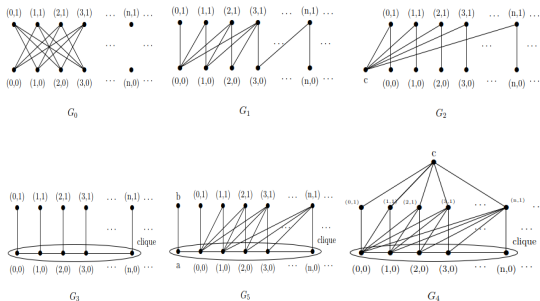 (0,1) (1,1) (2,1) (3,1) ... (n,1) ...
...
(0,0) (1,0) (2,0) (3,0) ... (n,0) ...
G₀
(0,1) (1,1) (2,1) (3,1) ... (n,1) ...
...
(0,0) (1,0) (2,0) (3,0) ... (n,0) ...
G₁
(0,1) (1,1) (2,1) (3,1) ... (n,1) ...
...
c (0,0) (1,0) (2,0) (3,0) ... (n,0) ...
G₂
(0,1) (1,1) (2,1) (3,1) ... (n,1) ...
...
clique
(0,0) (1,0) (2,0) (3,0) ... (n,0) ...
G₃
b (0,1) (1,1) (2,1) (3,1) ... (n,1) ...
...
clique
a (0,0) (1,0) (2,0) (3,0) ... (n,0) ...
G₅
c
(0,1) (1,1) (2,1) (3,1) ... (n,1) ...
...
clique
(0,0) (1,0) (2,0) (3,0) ... (n,0) ...
G₄